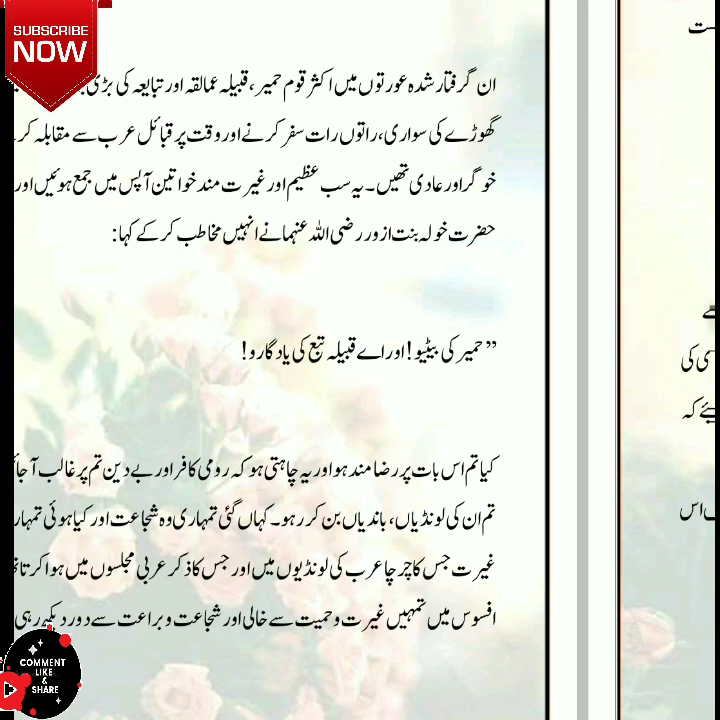 SUBSCRIBE
NOW
ان گرفتار شدہ عورتوں میں اکثر قوم حمیر، قبیلہ عمالقہ اور تبایعہ کی بڑی
گھوڑے کی سواری، راتوں رات سفر کرنے اور وقت پر قبائل عرب سے مقابلہ کر
خوگر اور عادی تھیں۔ یہ سب عظیم اور غیرت مند خواتین آپس میں جمع ہوئیں اور
حضرت خولہ بنت ازور رضی اللہ عنہما نے انہیں مخاطب کر کے کہا:
”حمیر کی بیٹیو! اور اے قبیلہ تبع کی یادگارو!
کیا تم اس بات پر رضا مند ہو اور یہ چاہتی ہو کہ رومی کافر اور بے دین تم پر غالب آ
تم ان کی لونڈیاں، باندیاں بن کر رہو۔ کہاں گئی تمہاری وہ شجاعت اور کیا ہوئی
غیرت جس کا چرچا عرب کی لونڈیوں میں اور جس کا ذکر عربی مجلسوں میں ہوا کرتا
افسوس میں تمہیں غیرت و حمیت سے خالی اور شجاعت و براعت سے دور دیکھ رہی
COMMENT
LIKE
&
SHARE
سی کی
یئے کہ
اس